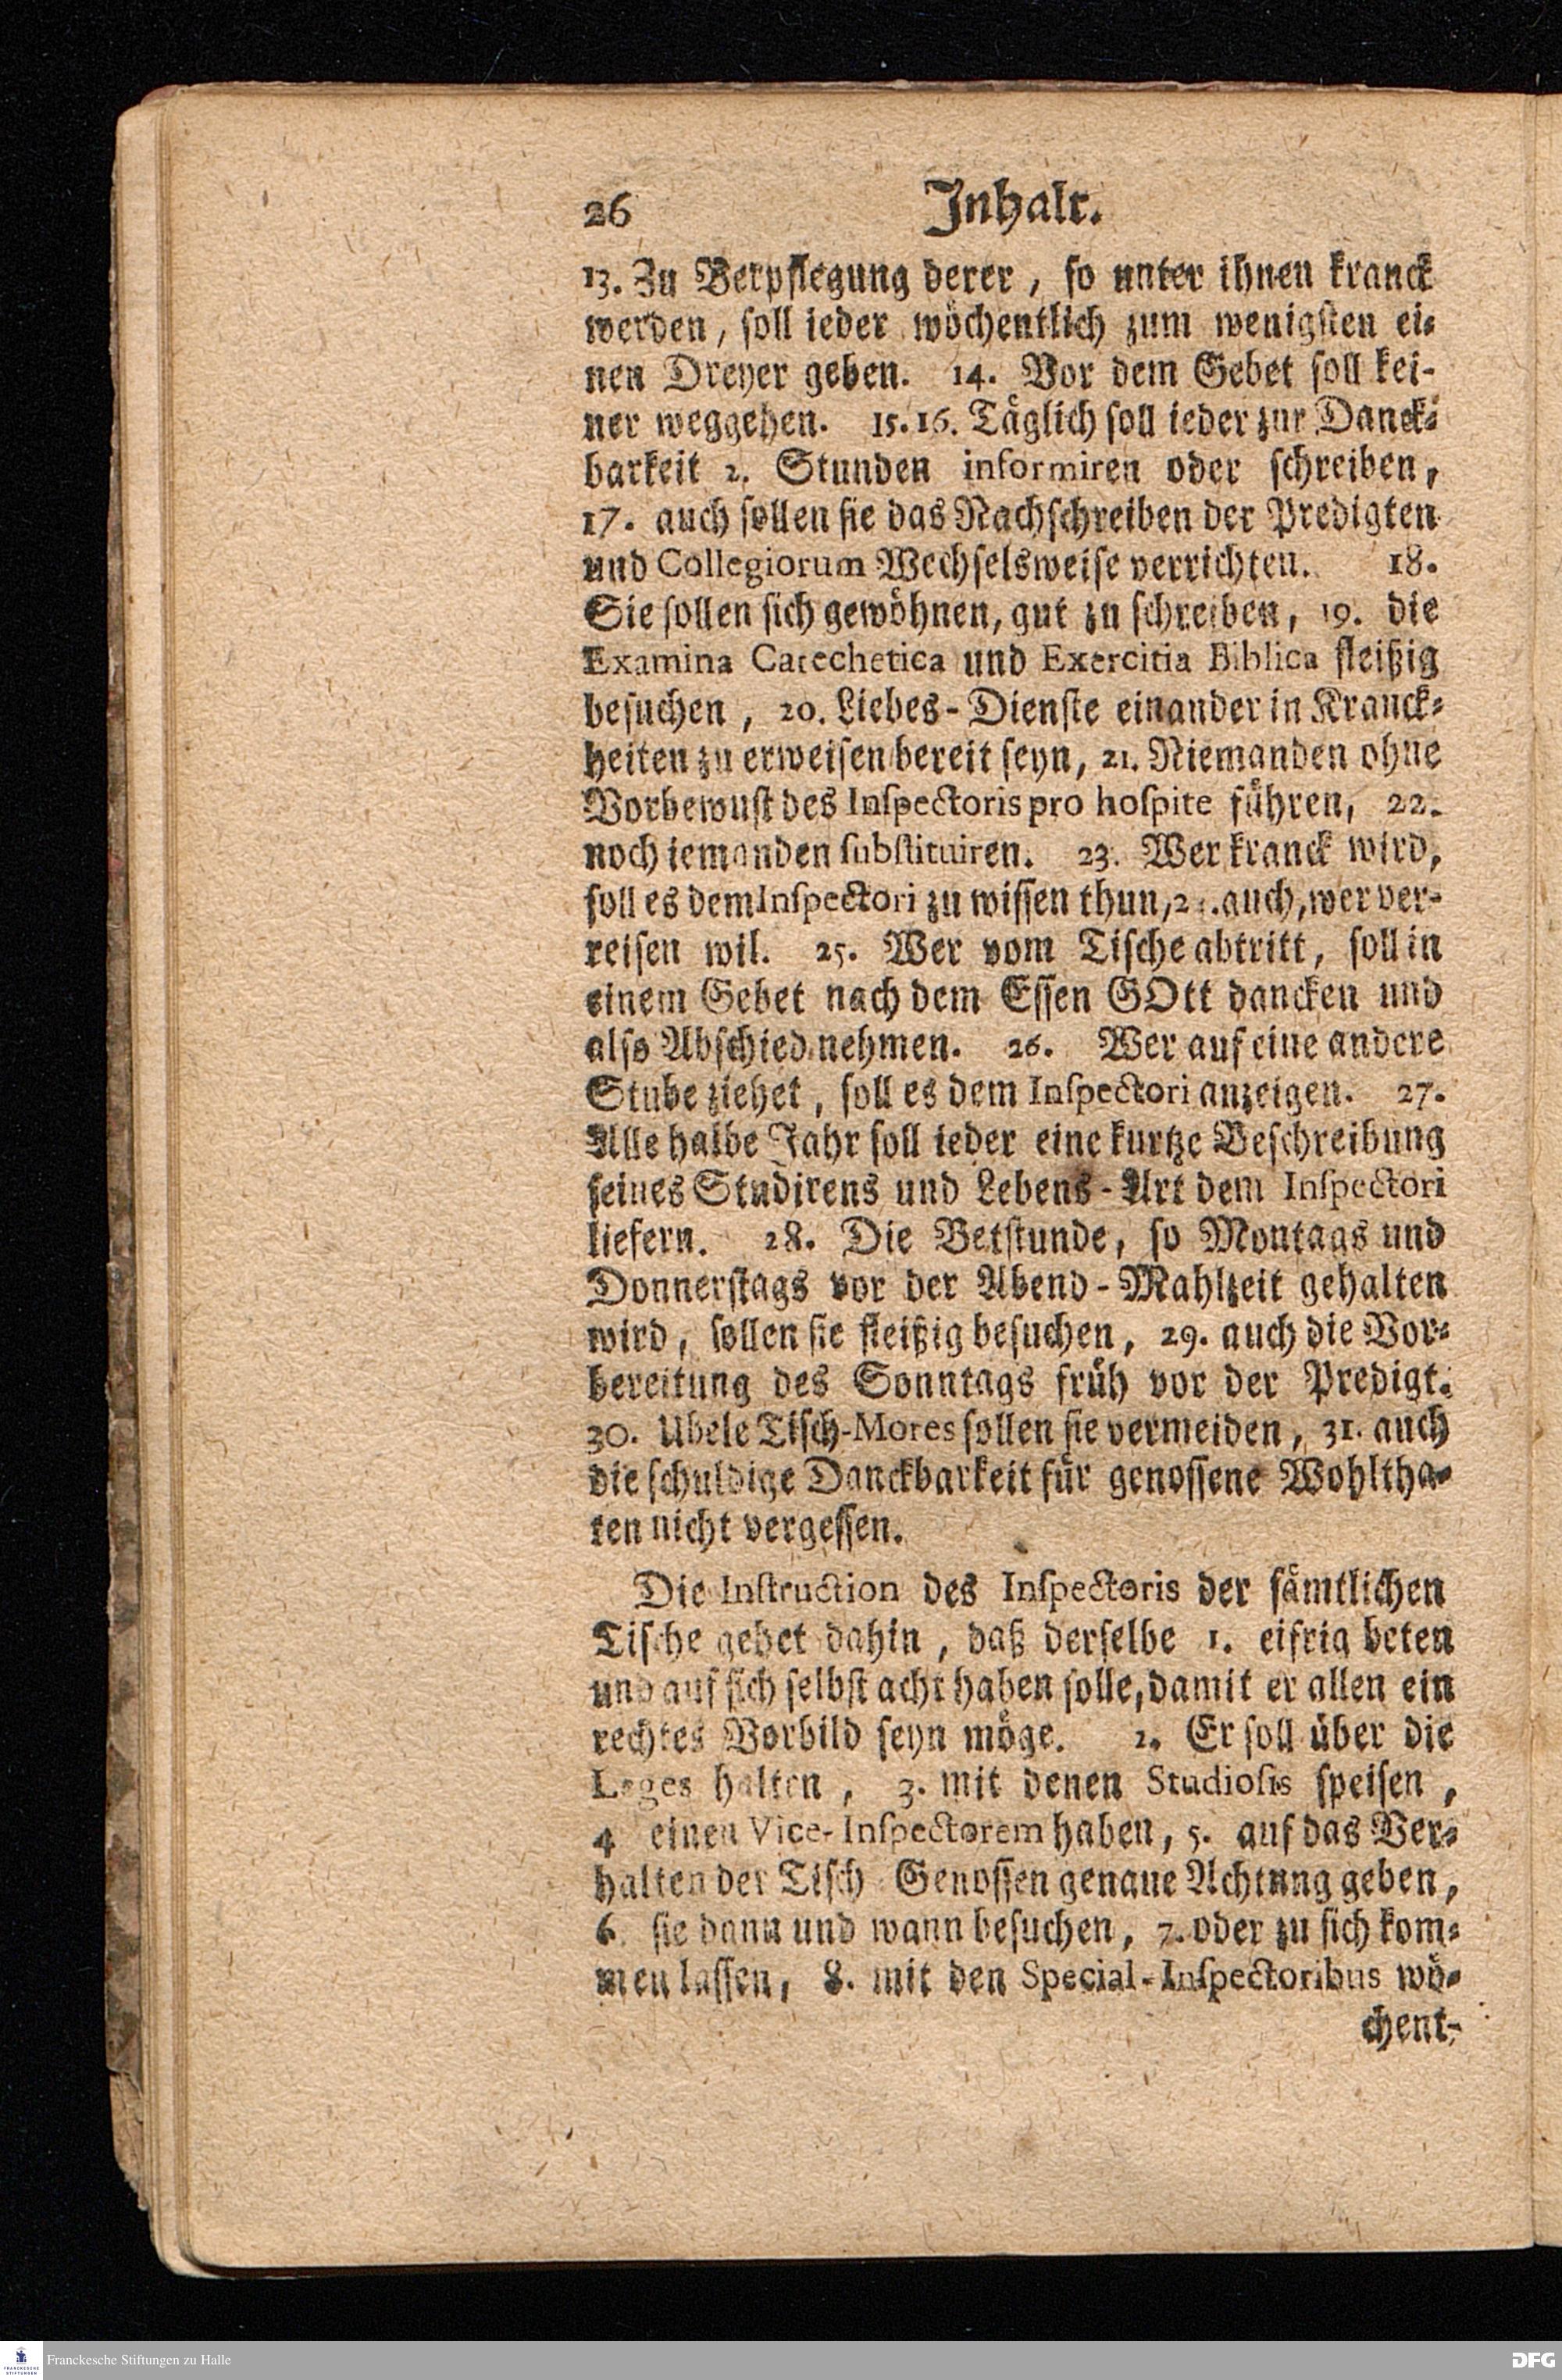 26 Inhalt.
13. Zu Verpflegung derer, so unter ihnen kranck
werden, soll ieder wöchentlich zum wenigsten ei-
nen Dreyer geben. 14. Vor dem Gebet soll kei-
ner weggehen. 15.16. Täglich soll ieder zur Danck-
barkeit 2. Stunden informiren oder schreiben,
17. auch sollen sie das Nachschreiben der Predigten
und Collegiorum Wechselsweise verrichten. 18.
Sie sollen sich gewöhnen, gut zu schreiben, 19. die
Examina Catechetica und Exercitia Biblica fleißig
besuchen, 20. Liebes-Dienste einander in Kranck-
heiten zu erweisen bereit seyn, 21. Niemanden ohne
Vorbewust des Inspectoris pro hospite führen, 22.
noch iemanden substituiren. 23. Wer kranck wird,
soll es dem Inspectori zu wissen thun, auch, wer ver-
reisen wil. 25. Wer vom Tische abtritt, soll in
einem Gebet nach dem Essen GOtt dancken und
also Abschied nehmen. 26. Wer auf eine andere
Stube ziehet, soll es dem Inspectori anzeigen. 27.
Alle halbe Jahr soll ieder eine kurtze Beschreibung
seines Studirens und Lebens-Art dem Inspectori
liefern. 28. Die Betstunde, so Montags und
Donnerstags vor der Abend-Mahlzeit gehalten
wird, sollen sie fleißig besuchen, 29. auch die Vor-
bereitung des Sonntags früh vor der Predigt.
30. Ubele Tisch-Mores sollen sie vermeiden, 31. auch
die schuldige Danckbarkeit für genossene Wohltha-
ten nicht vergessen.
Die Instruction des Inspectoris der sämtlichen
Tische gehet dahin, daß derselbe 1. eifrig beten
und auf sich selbst acht haben solle, damit er allen ein
rechtes Vorbild seyn möge. 2. Er soll über die
Leges halten, 3. mit denen Studiosis speisen,
4 einen Vice-Inspectorem haben, 5. auf das Ver-
halten der Tisch Genossen genaue Achtung geben,
6. sie dann und wann besuchen, 7. oder zu sich kom-
men lassen, 8. mit den Special-Inspectoribus wö-
chent-
FRANCKESCHE STIFTUNGEN
Franckesche Stiftungen zu Halle
DFG